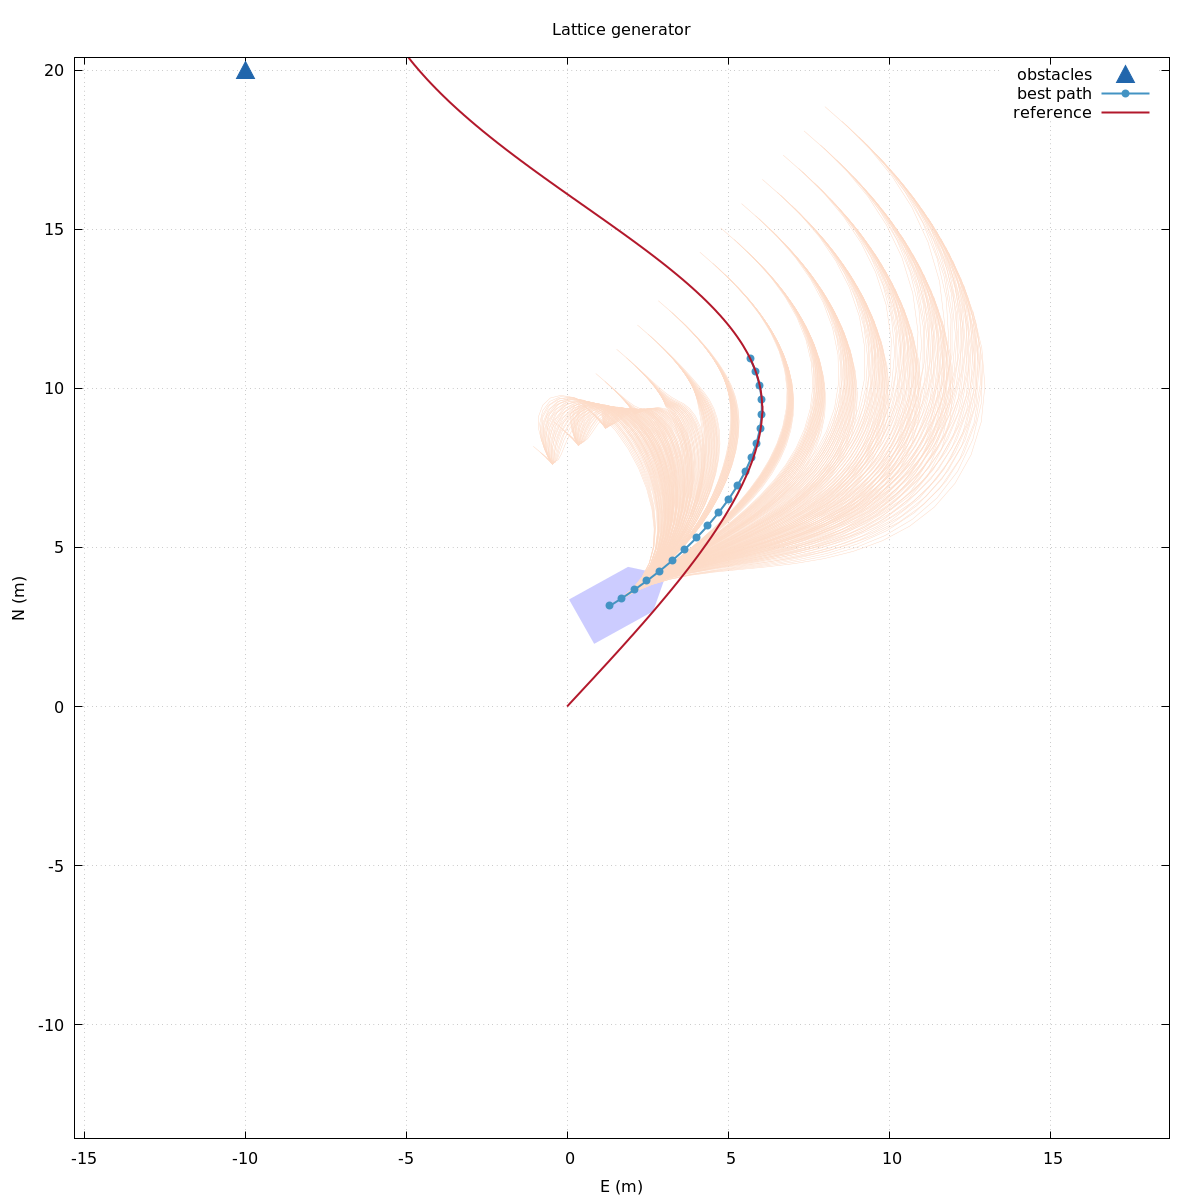 Lattice generator
obstacles
best path
reference
20
15
10
5
0
-5
-10
N (m)
-15 -10 -5 0 5 10 15
E (m)